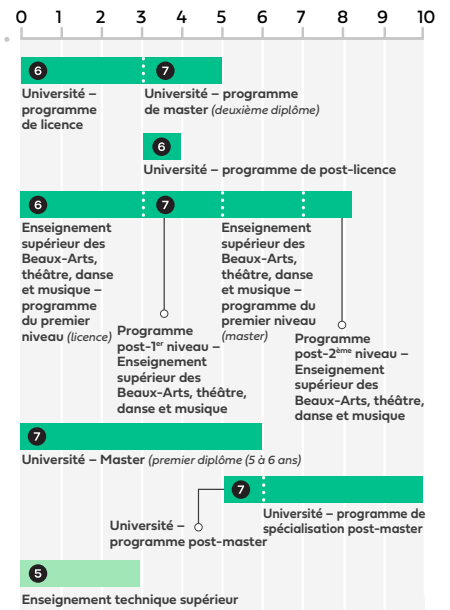 0 1 2 3 4 5 6 7 8 9 10
6 7
Université –
programme
de licence
Université – programme
de master (deuxième diplôme)
6
Université – programme de post-licence
6 7
Enseignement
supérieur des
Beaux-Arts,
théâtre, danse
et musique –
programme
du premier
niveau (licence)
Programme
post-1er niveau –
Enseignement
supérieur des
Beaux-Arts, théâtre,
danse et musique
Enseignement
supérieur des
Beaux-Arts,
théâtre, danse
et musique –
programme du
premier niveau
(master)
Programme
post-2ème niveau –
Enseignement
supérieur des
Beaux-Arts, théâtre,
danse et musique
7
Université – Master (premier diplôme (5 à 6 ans)
7
Université –
programme post-master
Université – programme de
spécialisation post-master
5
Enseignement technique supérieur